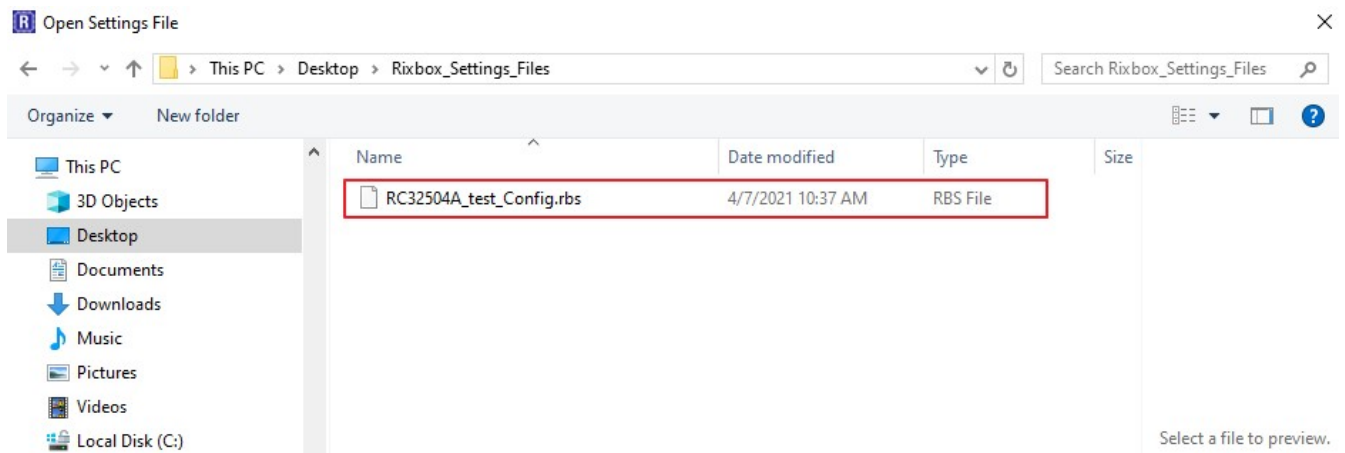 R Open Settings File
This PC > Desktop > Rixbox_Settings_Files
Search Rixbox_Settings_Files
Organize New folder
?
Name Date modified Type Size
RC32504A_test_Config.rbs 4/7/2021 10:37 AM RBS File
This PC
3D Objects
Desktop
Documents
Downloads
Music
Pictures
Videos
Local Disk (C:)
Select a file to preview.